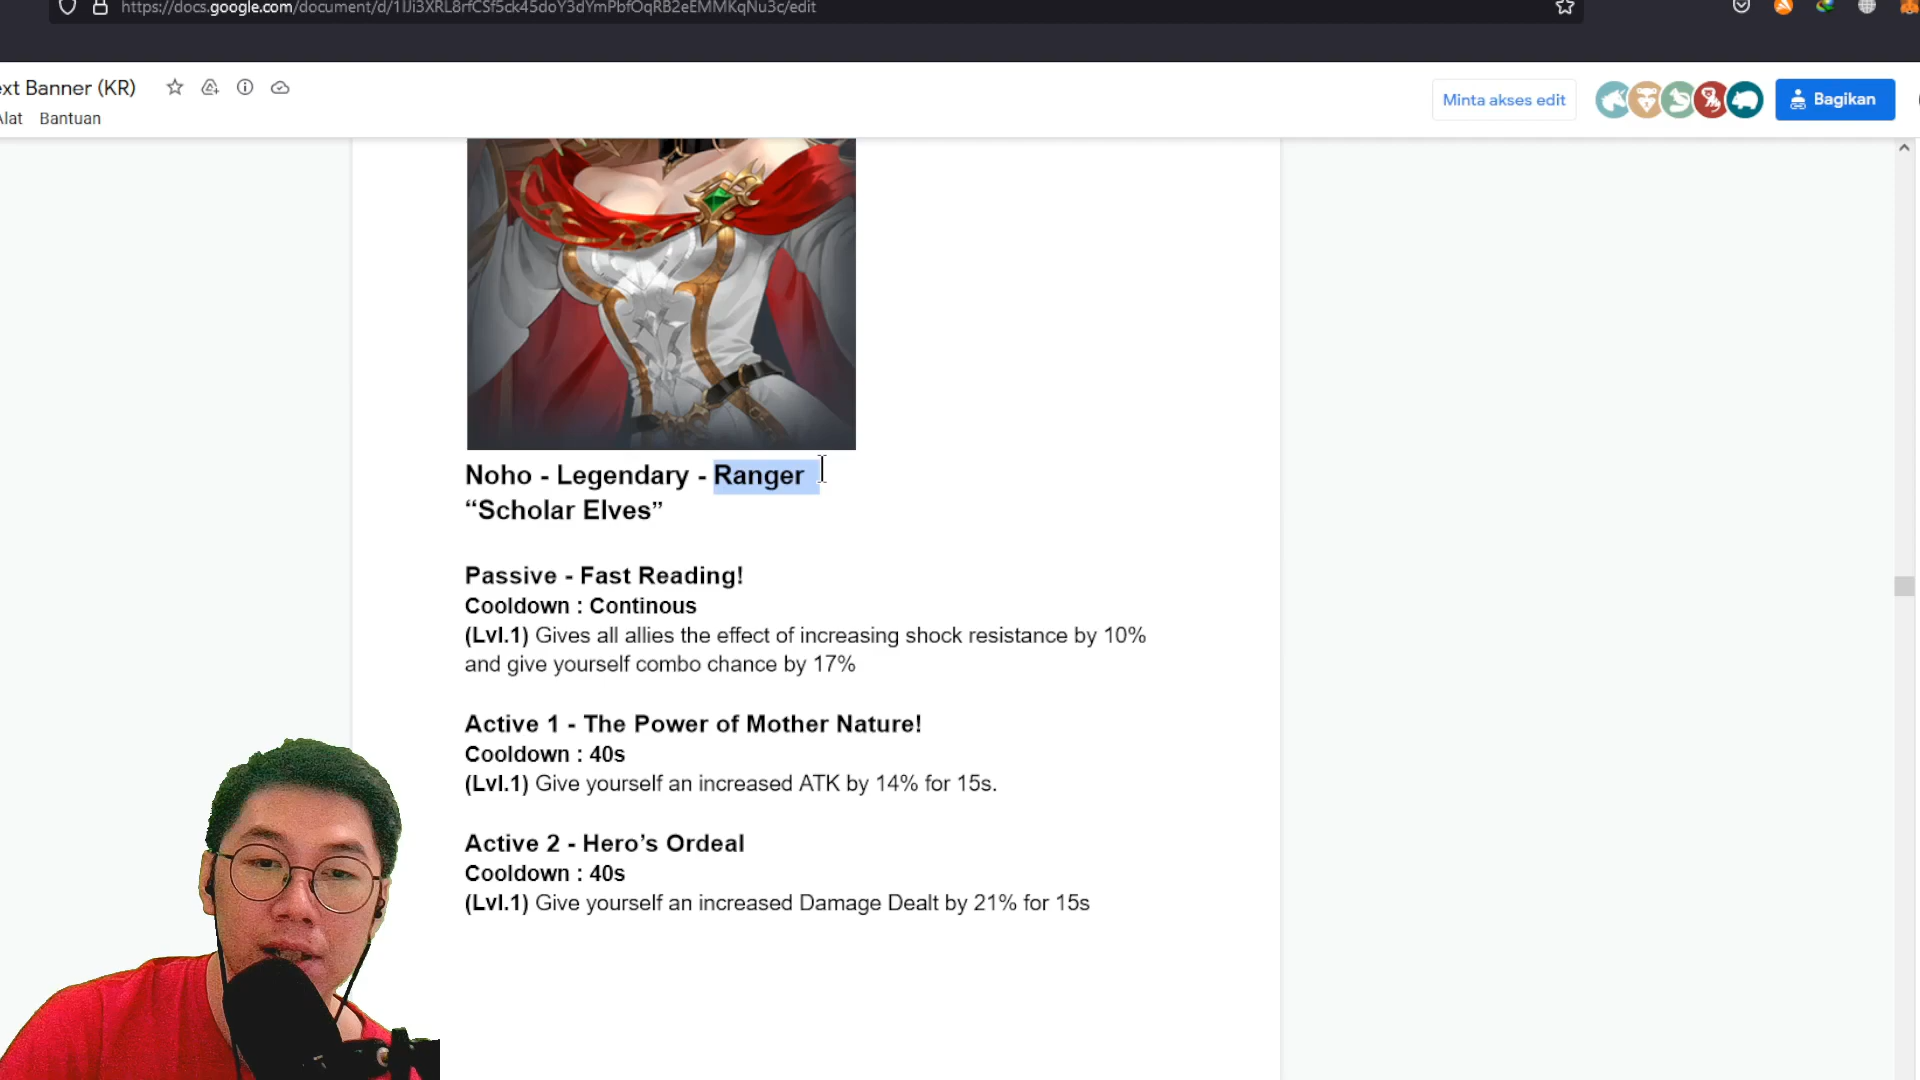 https://docs.google.com/document/d/1IJi3XRL8rfCSf5ck45doY3dYmPbfOqRB2eEMMKqNu3c/edit
ext Banner (KR)
Alat Bantuan
Minta akses edit
Bagikan
Noho - Legendary - Ranger
“Scholar Elves”
Passive - Fast Reading!
Cooldown : Continous
(Lvl.1) Gives all allies the effect of increasing shock resistance by 10%
and give yourself combo chance by 17%
Active 1 - The Power of Mother Nature!
Cooldown : 40s
(Lvl.1) Give yourself an increased ATK by 14% for 15s.
Active 2 - Hero’s Ordeal
Cooldown : 40s
(Lvl.1) Give yourself an increased Damage Dealt by 21% for 15s